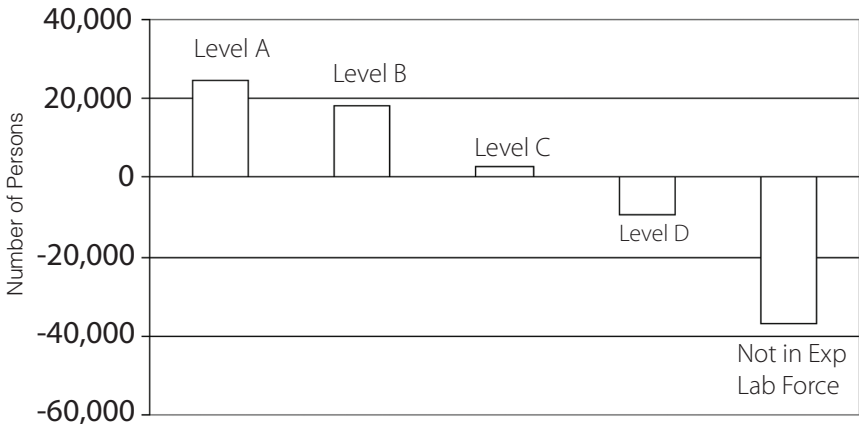 40,000
Level A
Level B
20,000
Level C
0
Level D
-20,000
-40,000
Not in Exp
Lab Force
-60,000
Number of Persons